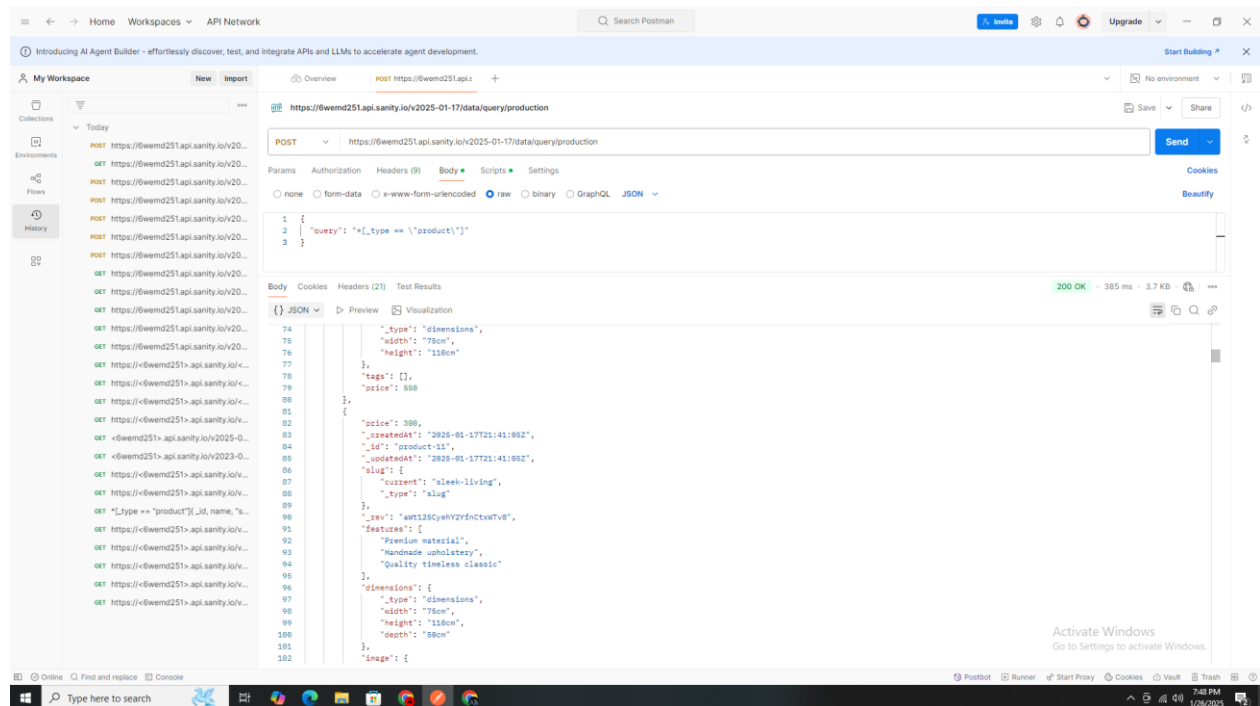 Home Workspaces API Network Search Postman Invite Upgrade
Introducing AI Agent Builder - effortlessly discover, test, and integrate APIs and LLMs to accelerate agent development. Start Building
My Workspace New Import Overview POST https://6wemd251.api.s No environment
Collections
Environments
Flows
History
Today
POST https://6wemd251.api.sanity.io/v20...
GET https://6wemd251.api.sanity.io/v20...
POST https://6wemd251.api.sanity.io/v20...
POST https://6wemd251.api.sanity.io/v20...
POST https://6wemd251.api.sanity.io/v20...
POST https://6wemd251.api.sanity.io/v20...
POST https://6wemd251.api.sanity.io/v20...
GET https://6wemd251.api.sanity.io/v20...
GET https://6wemd251.api.sanity.io/v20...
GET https://6wemd251.api.sanity.io/v20...
GET https://6wemd251.api.sanity.io/v20...
GET https://6wemd251.api.sanity.io/v20...
GET https://<6wemd251>.api.sanity.io/<...
GET https://<6wemd251>.api.sanity.io/<...
GET https://<6wemd251>.api.sanity.io/<...
GET https://<6wemd251>.api.sanity.io/v...
GET <6wemd251>.api.sanity.io/v2025-0...
GET <6wemd251>.api.sanity.io/v2023-0...
GET https://<6wemd251>.api.sanity.io/v...
GET https://<6wemd251>.api.sanity.io/v...
GET *[_type == "product"]{ _id, name, "s...
GET https://<6wemd251>.api.sanity.io/v...
GET https://<6wemd251>.api.sanity.io/v...
GET https://<6wemd251>.api.sanity.io/v...
GET https://<6wemd251>.api.sanity.io/v...
GET https://<6wemd251>.api.sanity.io/v...
HTTP https://6wemd251.api.sanity.io/v2025-01-17/data/query/production Save Share
POST https://6wemd251.api.sanity.io/v2025-01-17/data/query/production Send
Params Authorization Headers (9) Body Scripts Settings Cookies
none form-data x-www-form-urlencoded raw binary GraphQL JSON Beautify
1 {
2 "query": "*[_type == \"product\"]"
3 }
Body Cookies Headers (21) Test Results 200 OK 385 ms 3.7 KB
{} JSON Preview Visualization
74 "_type": "dimensions",
75 "width": "75cm",
76 "height": "110cm"
77 },
78 "tags": [],
79 "price": 550
80 },
81 {
82 "price": 300,
83 "_createdAt": "2025-01-17T21:41:05Z",
84 "_id": "product-11",
85 "_updatedAt": "2025-01-17T21:41:05Z",
86 "slug": {
87 "current": "sleek-living",
88 "_type": "slug"
89 },
90 "_rev": "aWt125CyehY2YfnCtxWTv8",
91 "features": [
92 "Premium material",
93 "Handmade upholstery",
94 "Quality timeless classic"
95 ],
96 "dimensions": {
97 "_type": "dimensions",
98 "width": "75cm",
99 "height": "110cm",
100 "depth": "50cm"
101 },
102 "image": {
Activate Windows
Go to Settings to activate Windows.
Online Find and replace Console Postbot Runner Start Proxy Cookies Vault Trash
Type here to search
7:48 PM
1/26/2025